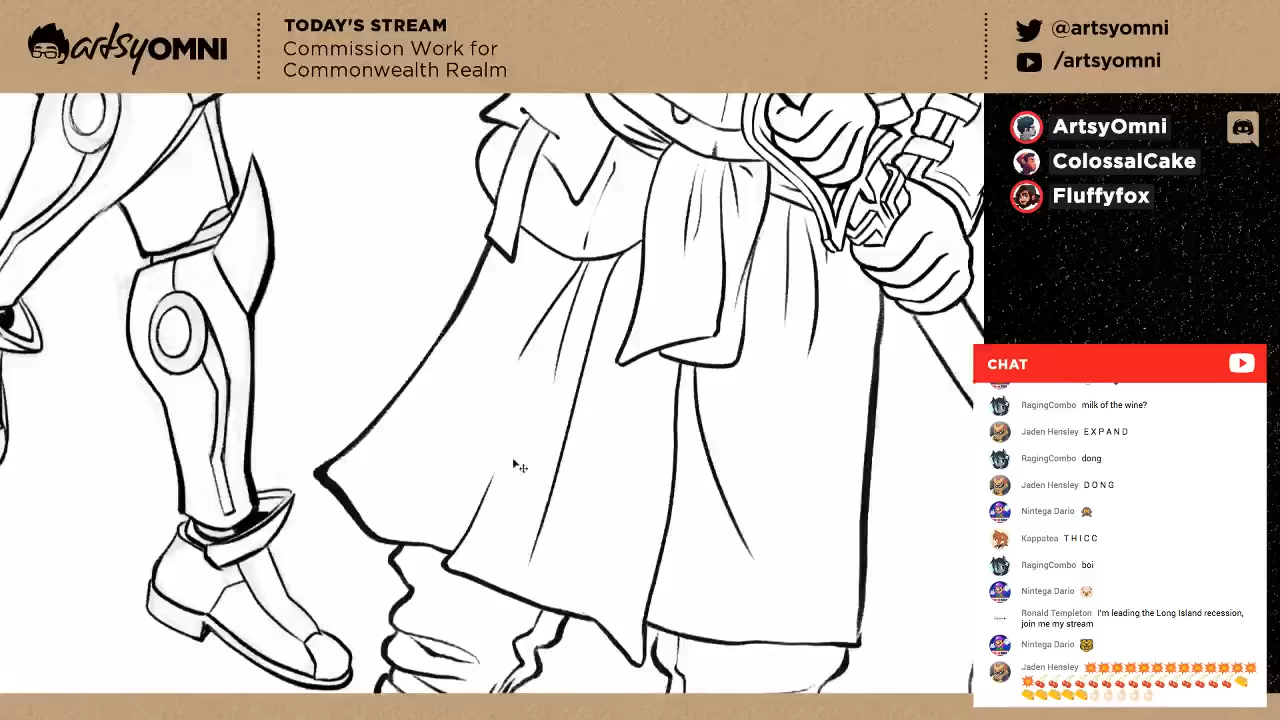 artsyOMNI
TODAY'S STREAM
Commission Work for
Commonwealth Realm
@artsyomni
/artsyomni
ArtsyOmni
ColossalCake
Fluffyfox
CHAT
RagingCombo milk of the wine?
Jaden Hensley E X P A N D
RagingCombo dong
Jaden Hensley D O N G
Nintega Dario
Kappatea T H I C C
RagingCombo boi
Nintega Dario
Ronald Templeton I'm leading the Long Island recession,
join me my stream
Nintega Dario
Jaden Hensley